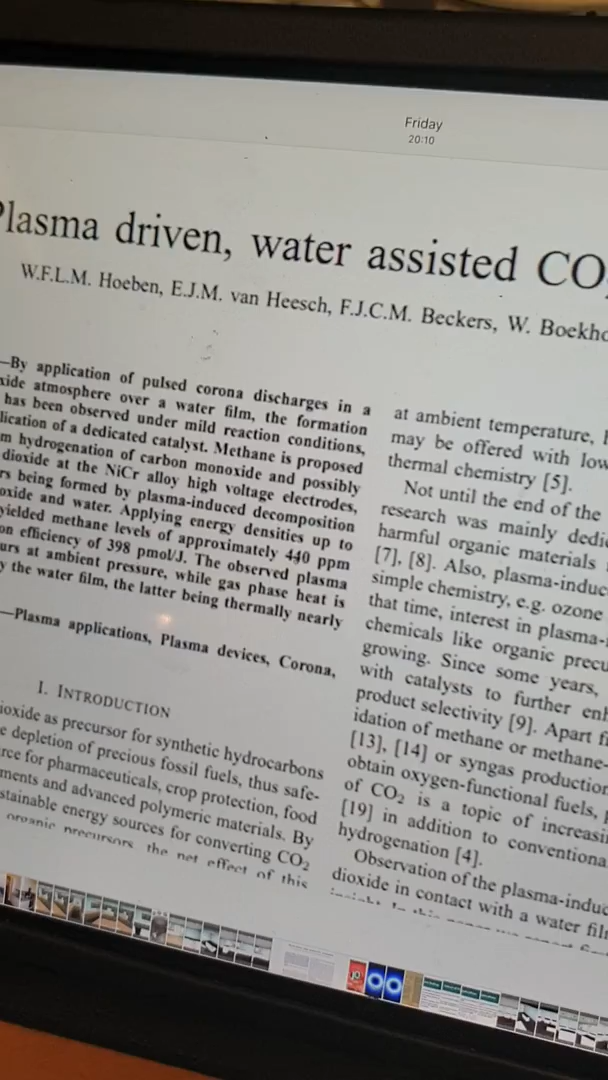 Friday
20:10
Plasma driven, water assisted CO
W.F.L.M. Hoeben, E.J.M. van Heesch, F.J.C.M. Beckers, W. Boekho
—By application of pulsed corona discharges in a
xide atmosphere over a water film, the formation
has been observed under mild reaction conditions,
lication of a dedicated catalyst. Methane is proposed
m hydrogenation of carbon monoxide and possibly
dioxide at the NiCr alloy high voltage electrodes,
rs being formed by plasma-induced decomposition
oxide and water. Applying energy densities up to
yielded methane levels of approximately 440 ppm
on efficiency of 398 pmol/J. The observed plasma
urs at ambient pressure, while gas phase heat is
y the water film, the latter being thermally nearly
—Plasma applications, Plasma devices, Corona,
I. INTRODUCTION
ioxide as precursor for synthetic hydrocarbons
e depletion of precious fossil fuels, thus safe-
rce for pharmaceuticals, crop protection, food
ments and advanced polymeric materials. By
stainable energy sources for converting CO2
organic precursors, the net effect of this
at ambient temperature, h
may be offered with low
thermal chemistry [5].
Not until the end of the
research was mainly dedic
harmful organic materials
[7], [8]. Also, plasma-induc
simple chemistry, e.g. ozone
that time, interest in plasma-
chemicals like organic precu
growing. Since some years,
with catalysts to further enh
product selectivity [9]. Apart f
idation of methane or methane-
[13], [14] or syngas production
obtain oxygen-functional fuels, p
of CO2 is a topic of increasi
[19] in addition to conventiona
hydrogenation [4].
Observation of the plasma-induc
dioxide in contact with a water fil